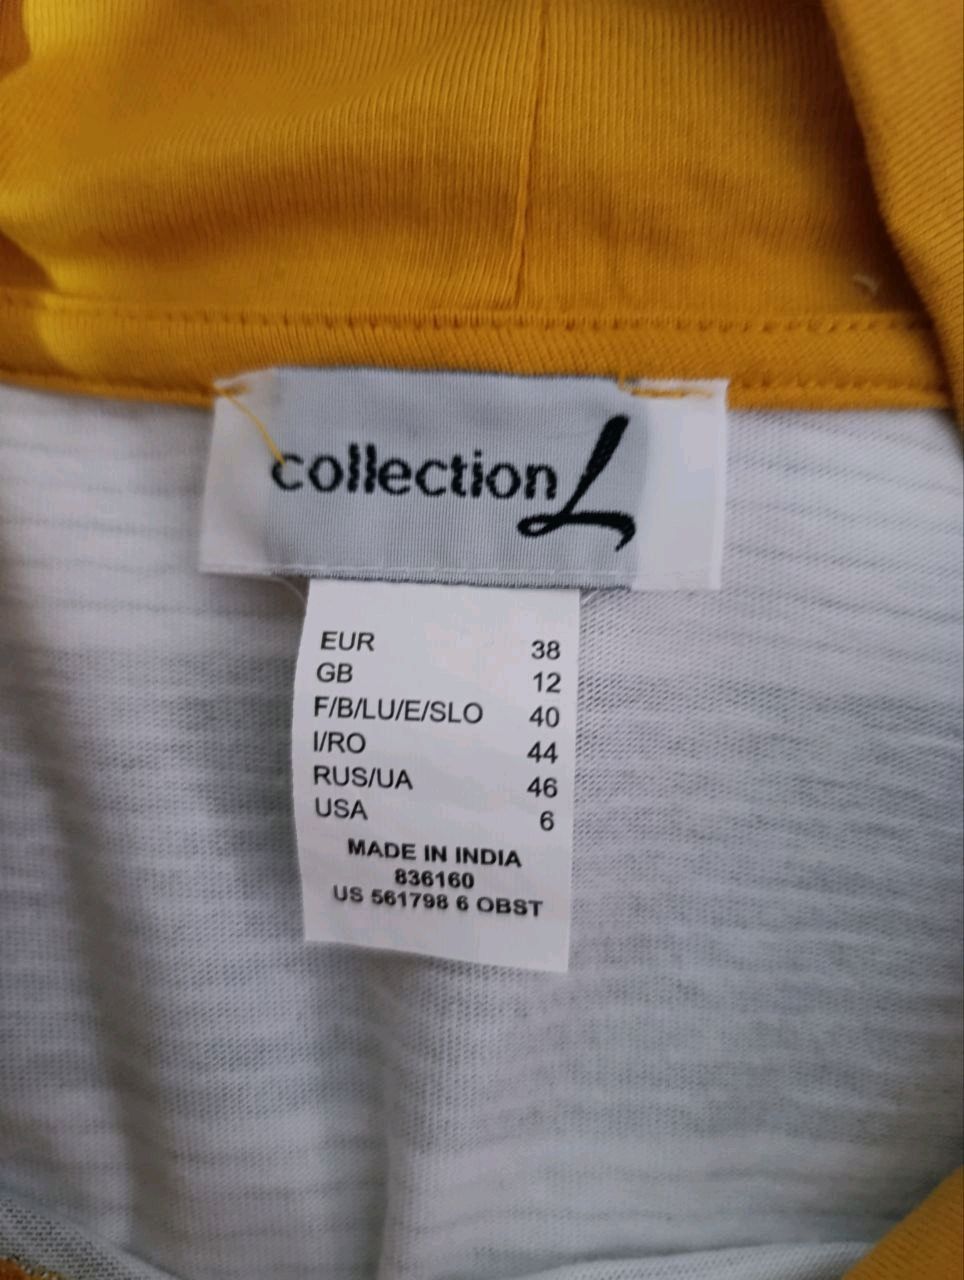 collection L
EUR 38
GB 12
F/B/LU/E/SLO 40
I/RO 44
RUS/UA 46
USA 6
MADE IN INDIA
836160
US 561798 6 OBST